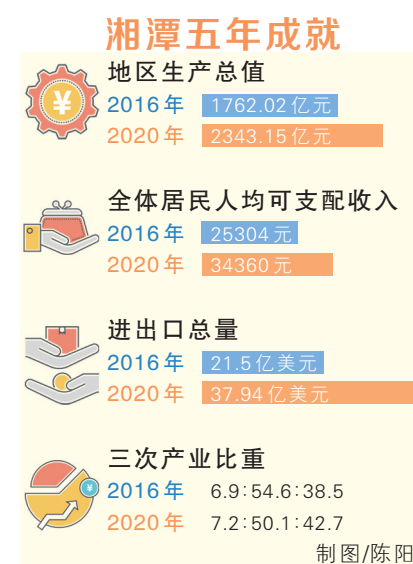 湘潭五年成就
地区生产总值
2016年 1762.02亿元
2020年 2343.15亿元
全体居民人均可支配收入
2016年 25304元
2020年 34360元
进出口总量
2016年 21.5亿美元
2020年 37.94亿美元
三次产业比重
2016年 6.9:54.6:38.5
2020年 7.2:50.1:42.7
制图/陈阳